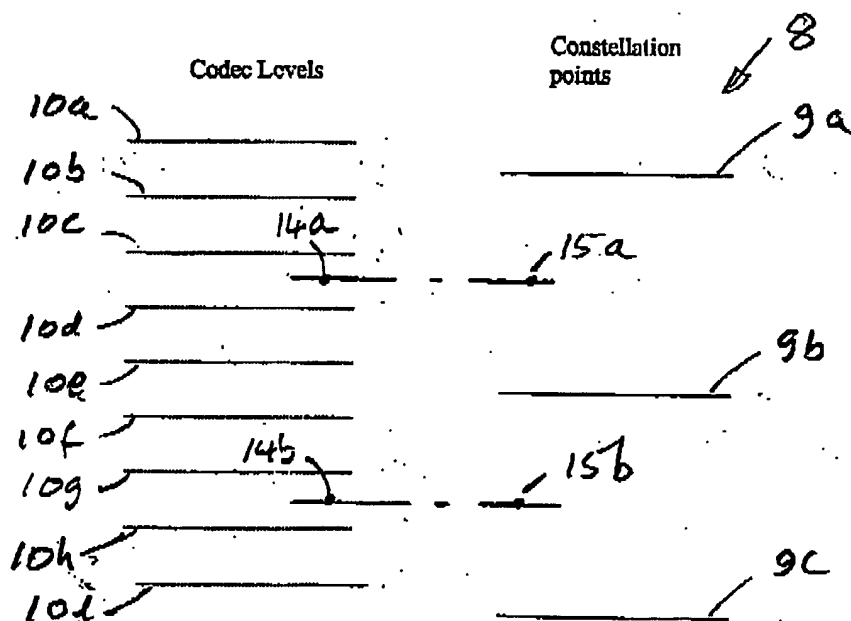 Codec Levels
Constellation
points
8
10a
9a
10b
10c
14a
15a
10d
9b
10e
10f
14b
15b
10g
10h
9c
10i